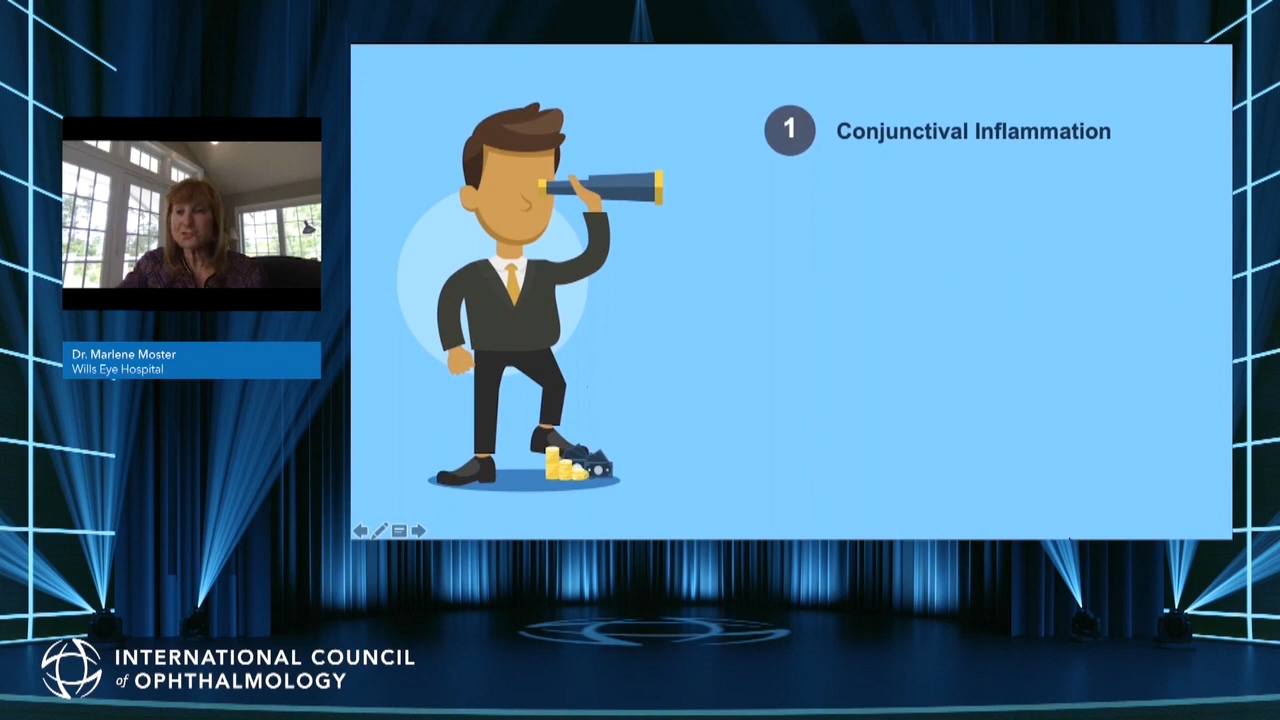 1 Conjunctival Inflammation
Dr. Marlene Moster
Wills Eye Hospital
INTERNATIONAL COUNCIL
of OPHTHALMOLOGY